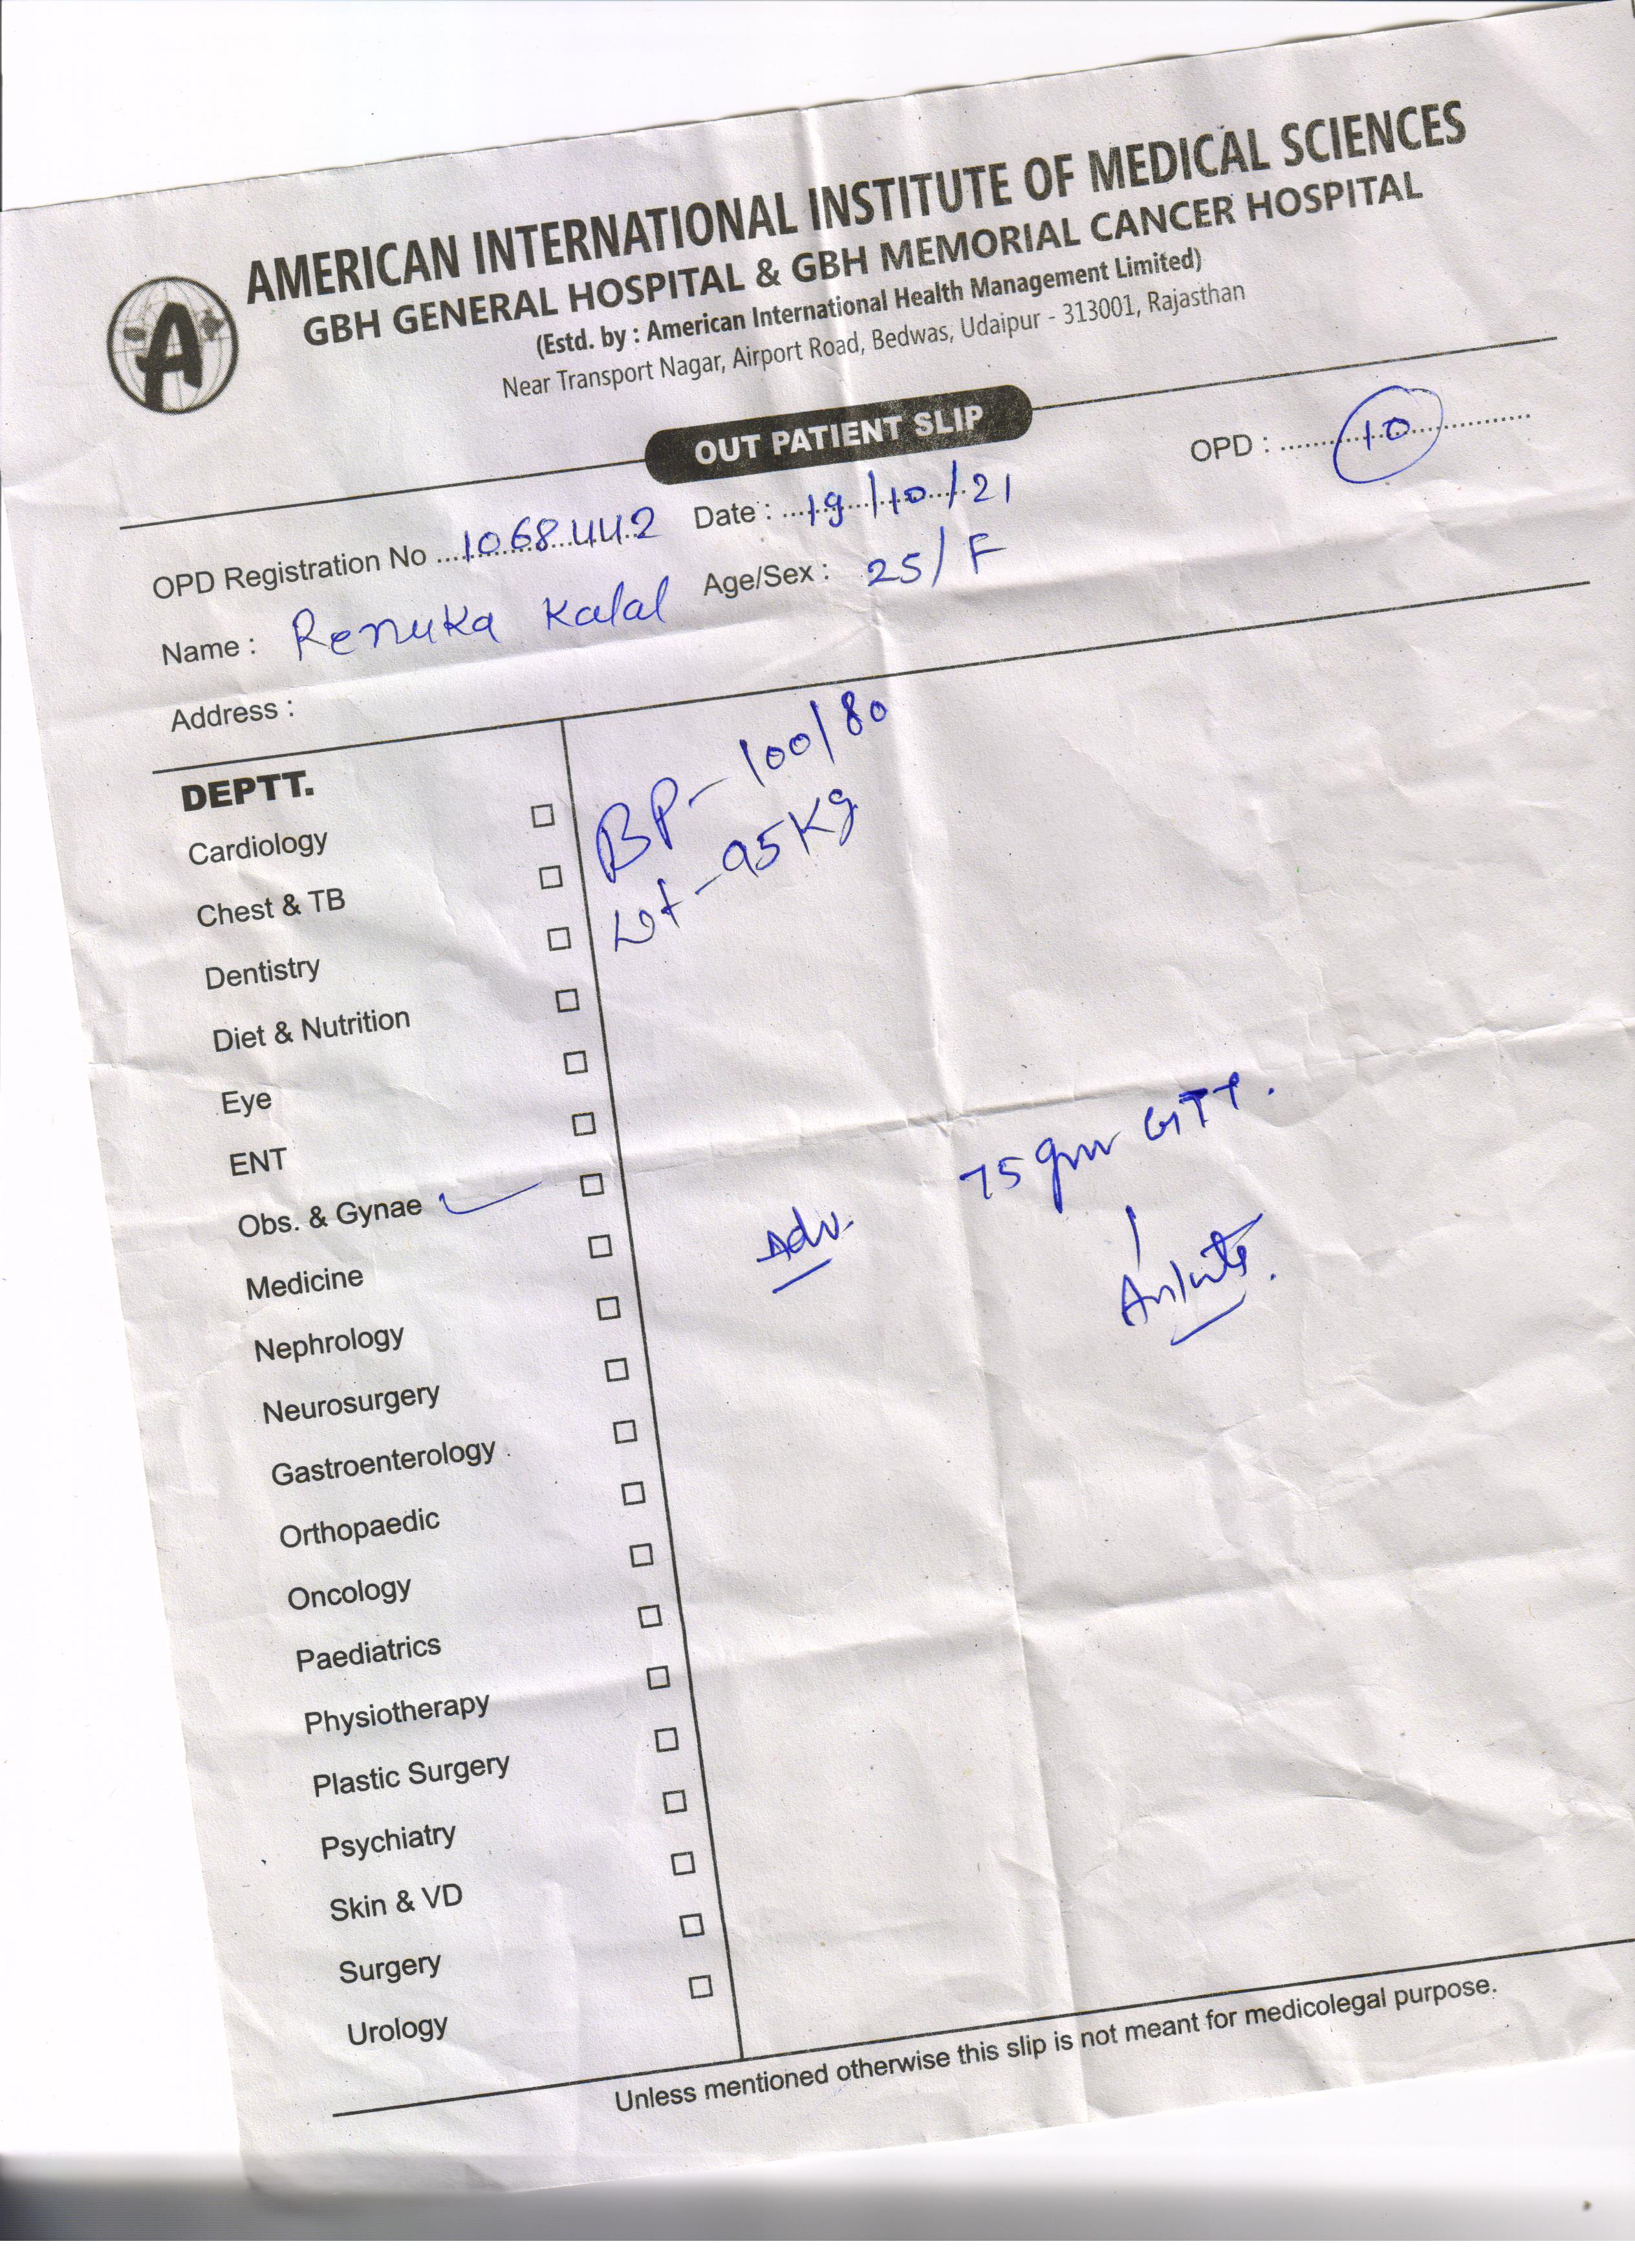 AMERICAN INTERNATIONAL INSTITUTE OF MEDICAL SCIENCES
GBH GENERAL HOSPITAL & GBH MEMORIAL CANCER HOSPITAL
(Estd. by : American International Health Management Limited)
Near Transport Nagar, Airport Road, Bedwas, Udaipur - 313001, Rajasthan
A
OUT PATIENT SLIP
OPD : 10
OPD Registration No 1068442 Date : 19/10/21
Name : Renuka Kalal Age/Sex : 25/F
Address :
DEPTT.
BP - 100/80
Wt - 95Kg
Cardiology
Chest & TB
Dentistry
Diet & Nutrition
Eye
ENT
Obs. & Gynae
Adv. 75 gm GTT.
Medicine
Nephrology
Neurosurgery
Gastroenterology
Orthopaedic
Oncology
Paediatrics
Physiotherapy
Plastic Surgery
Psychiatry
Skin & VD
Surgery
Urology
Unless mentioned otherwise this slip is not meant for medicolegal purpose.